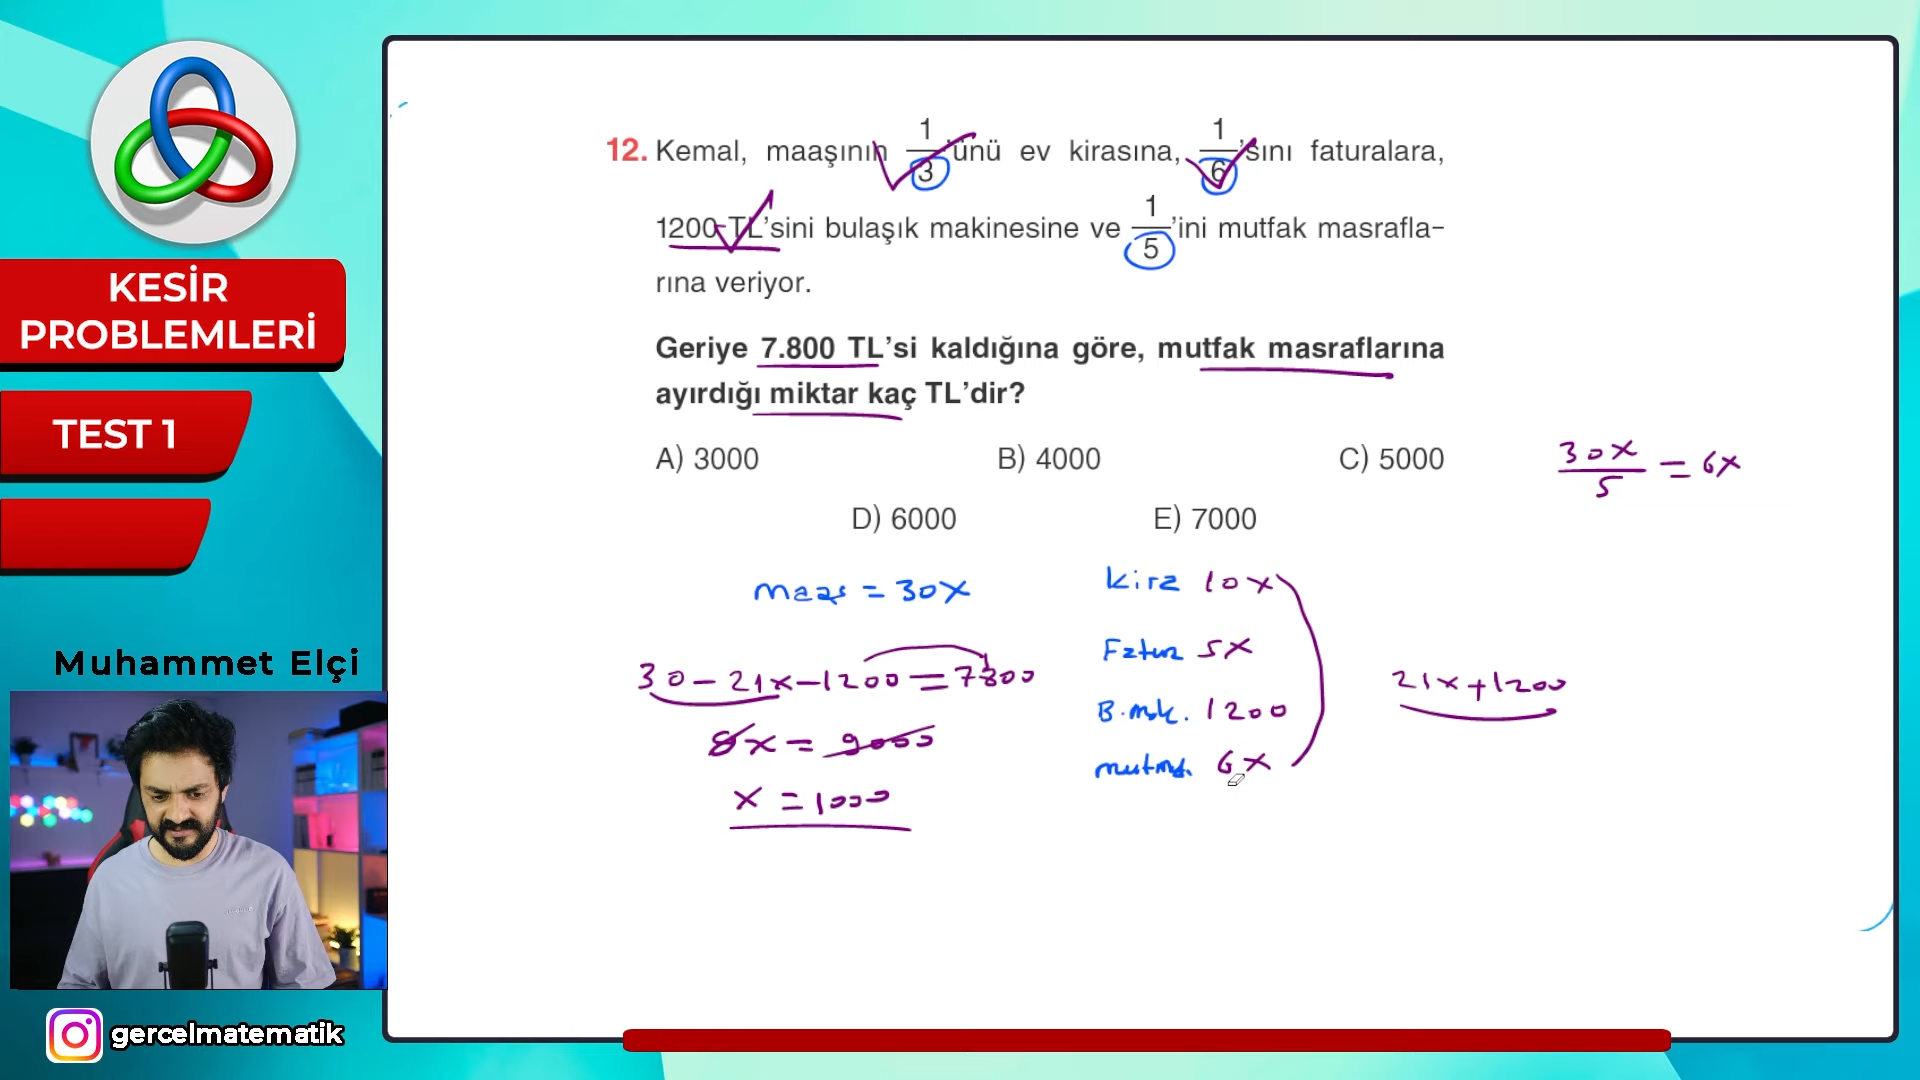 KESİR
PROBLEMLERİ
TEST 1
Muhammet Elçi
gercelmatematik
12. Kemal, maaşının 1/3 'ünü ev kirasına, 1/6 'sını faturalara,
1200 TL'sini bulaşık makinesine ve 1/5 'ini mutfak masrafla-
rına veriyor.
Geriye 7.800 TL'si kaldığına göre, mutfak masraflarına
ayırdığı miktar kaç TL'dir?
A) 3000 B) 4000 C) 5000
D) 6000 E) 7000
30x/5 = 6x
maaş = 30x
30 - 21x - 1200 = 7800
9x = 9000
x = 1000
kira 10x
Fatur 5x
B.mak. 1200
6x
21x + 1200